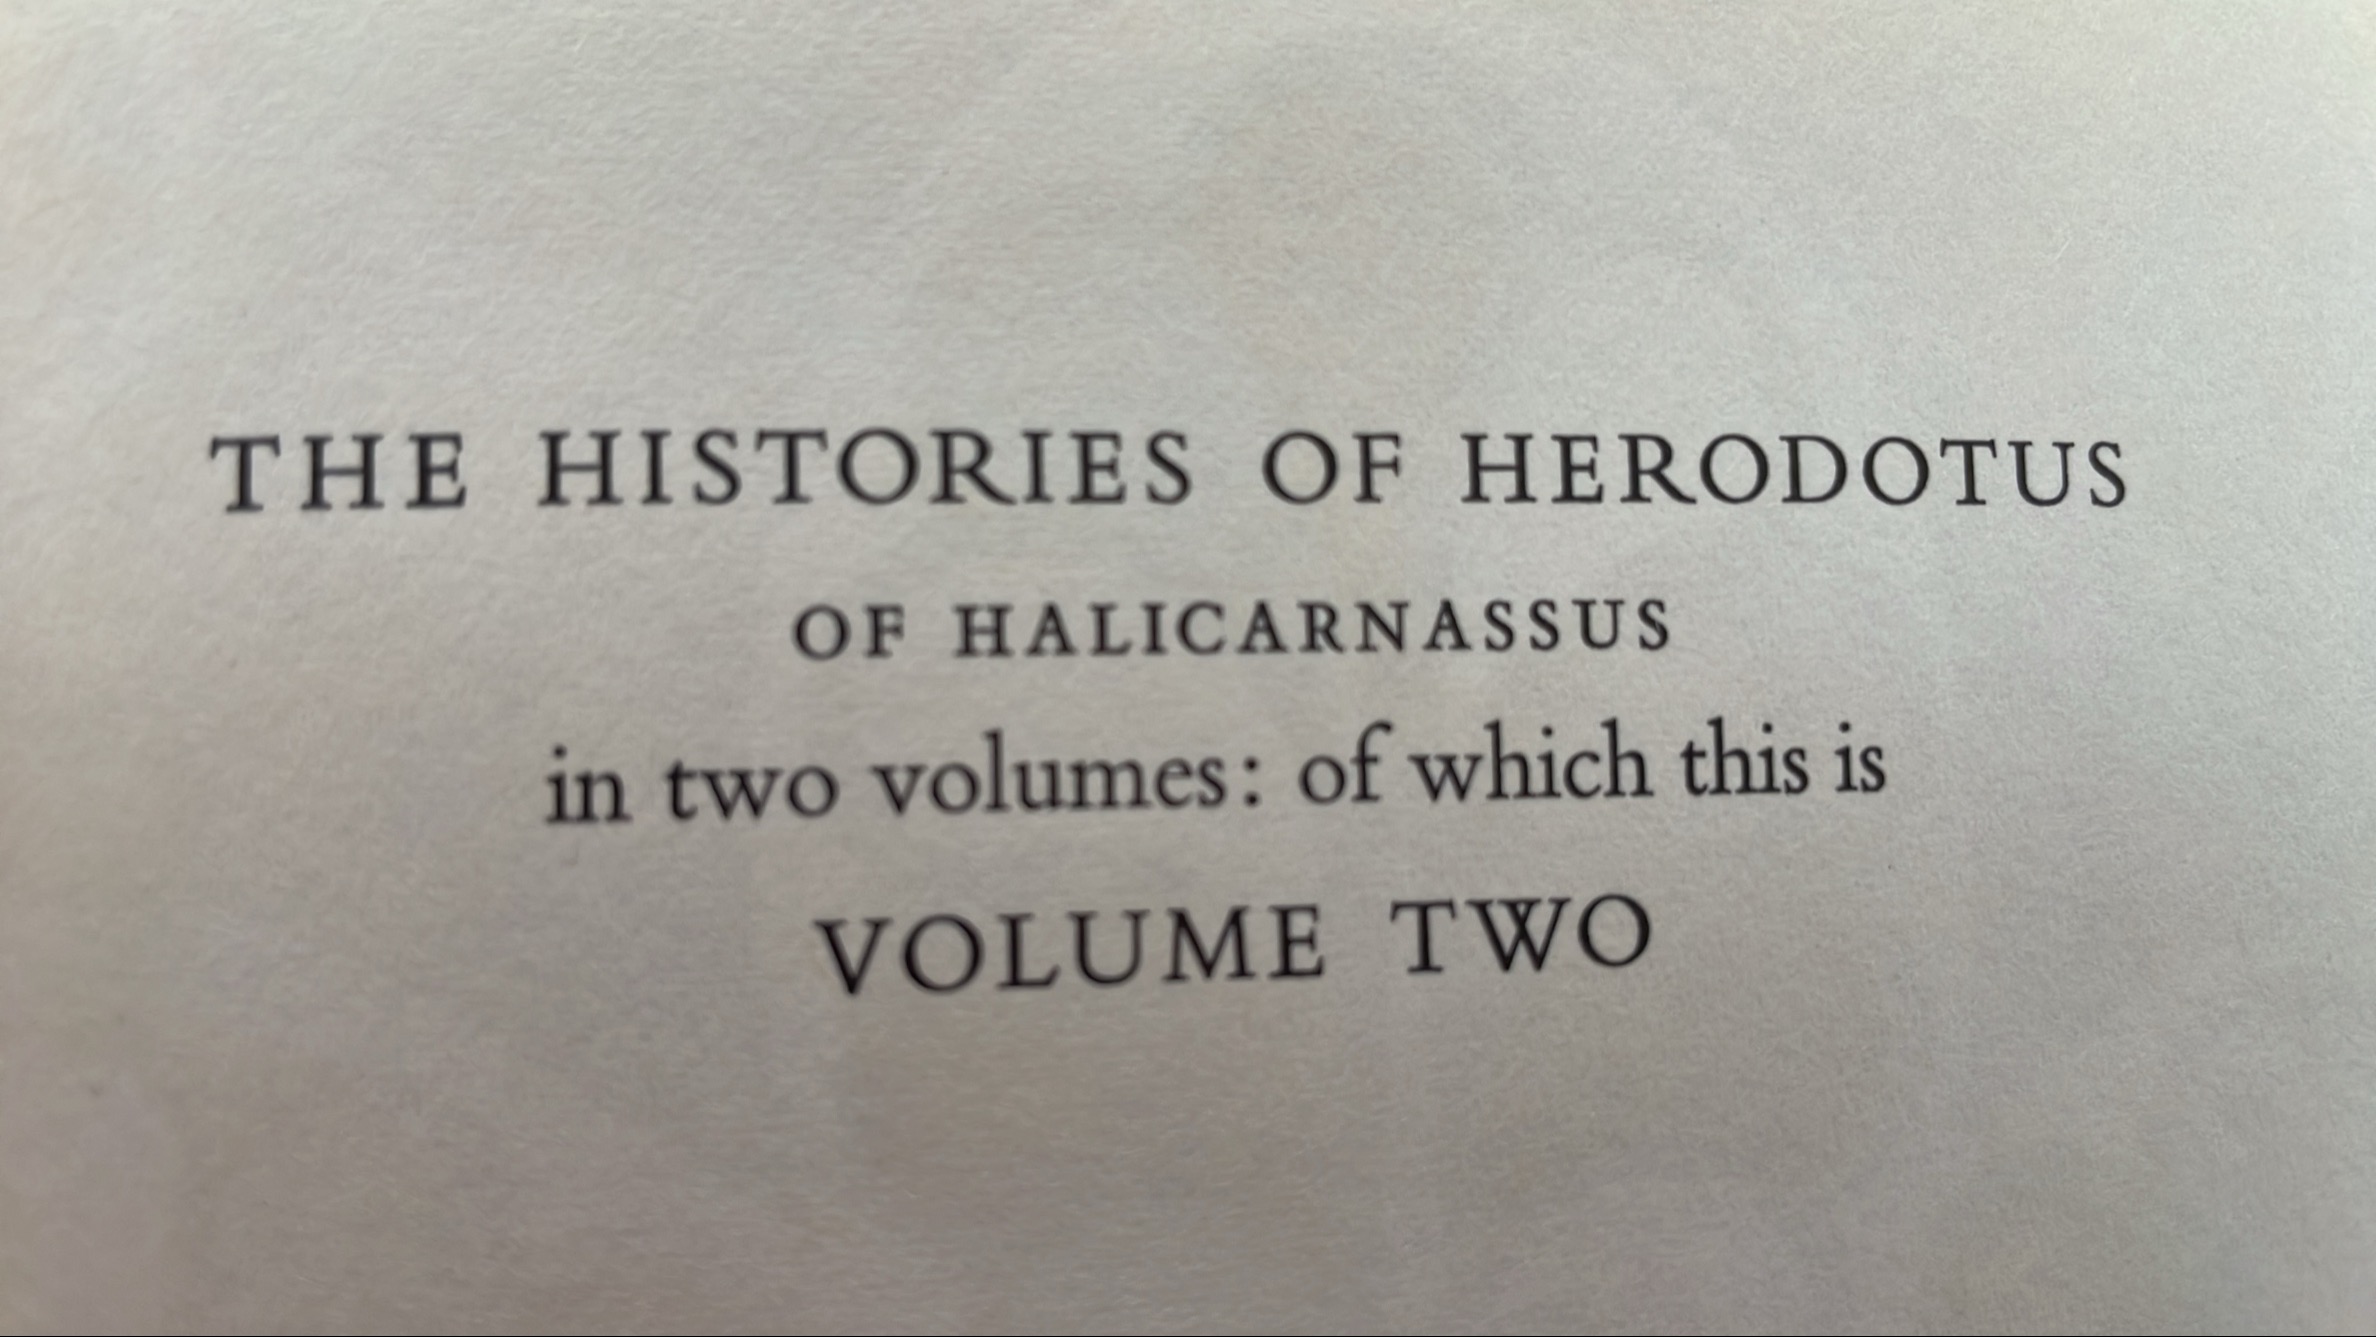 THE HISTORIES OF HERODOTUS
OF HALICARNASSUS
in two volumes: of which this is
VOLUME TWO